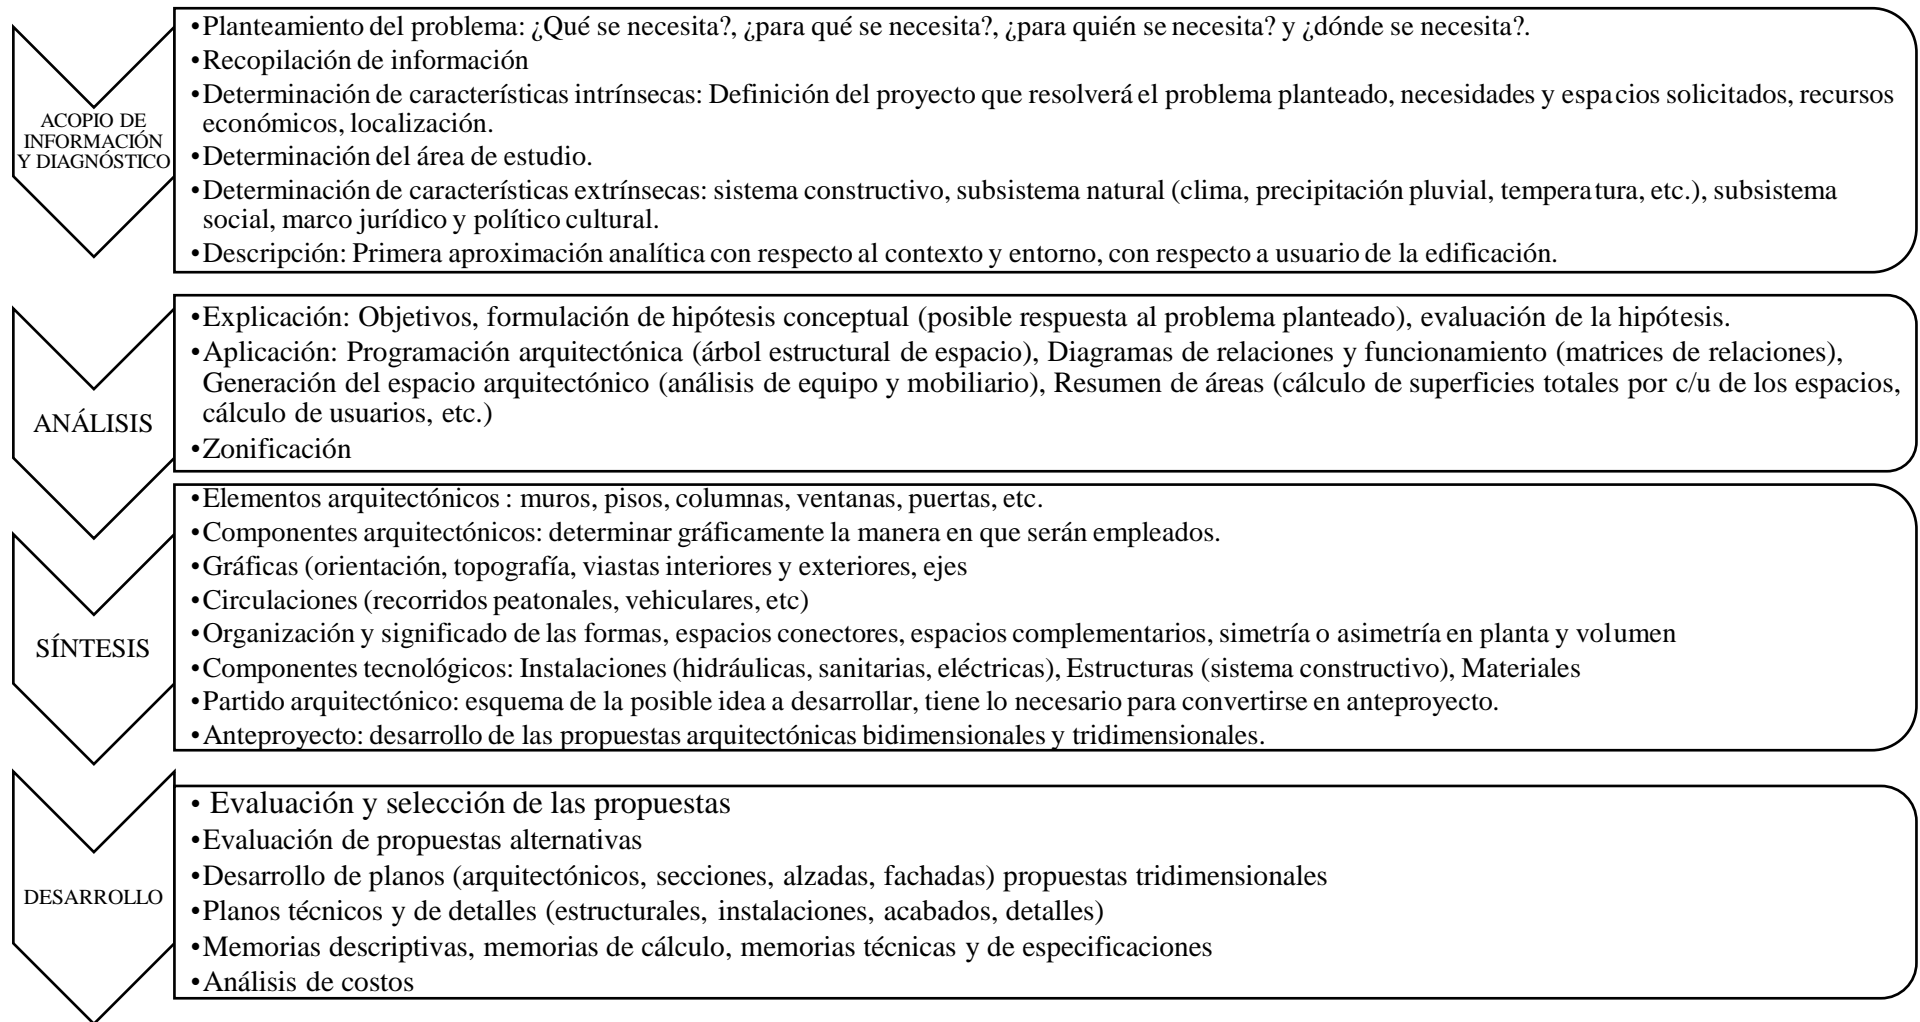 ACOPIO DE
INFORMACIÓN
Y DIAGNÓSTICO
•Planteamiento del problema: ¿Qué se necesita?, ¿para qué se necesita?, ¿para quién se necesita? y ¿dónde se necesita?.
•Recopilación de información
•Determinación de características intrínsecas: Definición del proyecto que resolverá el problema planteado, necesidades y espacios solicitados, recursos
económicos, localización.
•Determinación del área de estudio.
•Determinación de características extrínsecas: sistema constructivo, subsistema natural (clima, precipitación pluvial, temperatura, etc.), subsistema
social, marco jurídico y político cultural.
•Descripción: Primera aproximación analítica con respecto al contexto y entorno, con respecto a usuario de la edificación.
ANÁLISIS
•Explicación: Objetivos, formulación de hipótesis conceptual (posible respuesta al problema planteado), evaluación de la hipótesis.
•Aplicación: Programación arquitectónica (árbol estructural de espacio), Diagramas de relaciones y funcionamiento (matrices de relaciones),
Generación del espacio arquitectónico (análisis de equipo y mobiliario), Resumen de áreas (cálculo de superficies totales por c/u de los espacios,
cálculo de usuarios, etc.)
•Zonificación
SÍNTESIS
•Elementos arquitectónicos : muros, pisos, columnas, ventanas, puertas, etc.
•Componentes arquitectónicos: determinar gráficamente la manera en que serán empleados.
•Gráficas (orientación, topografía, viastas interiores y exteriores, ejes
•Circulaciones (recorridos peatonales, vehiculares, etc)
•Organización y significado de las formas, espacios conectores, espacios complementarios, simetría o asimetría en planta y volumen
•Componentes tecnológicos: Instalaciones (hidráulicas, sanitarias, eléctricas), Estructuras (sistema constructivo), Materiales
•Partido arquitectónico: esquema de la posible idea a desarrollar, tiene lo necesario para convertirse en anteproyecto.
•Anteproyecto: desarrollo de las propuestas arquitectónicas bidimensionales y tridimensionales.
DESARROLLO
• Evaluación y selección de las propuestas
•Evaluación de propuestas alternativas
•Desarrollo de planos (arquitectónicos, secciones, alzadas, fachadas) propuestas tridimensionales
•Planos técnicos y de detalles (estructurales, instalaciones, acabados, detalles)
•Memorias descriptivas, memorias de cálculo, memorias técnicas y de especificaciones
•Análisis de costos